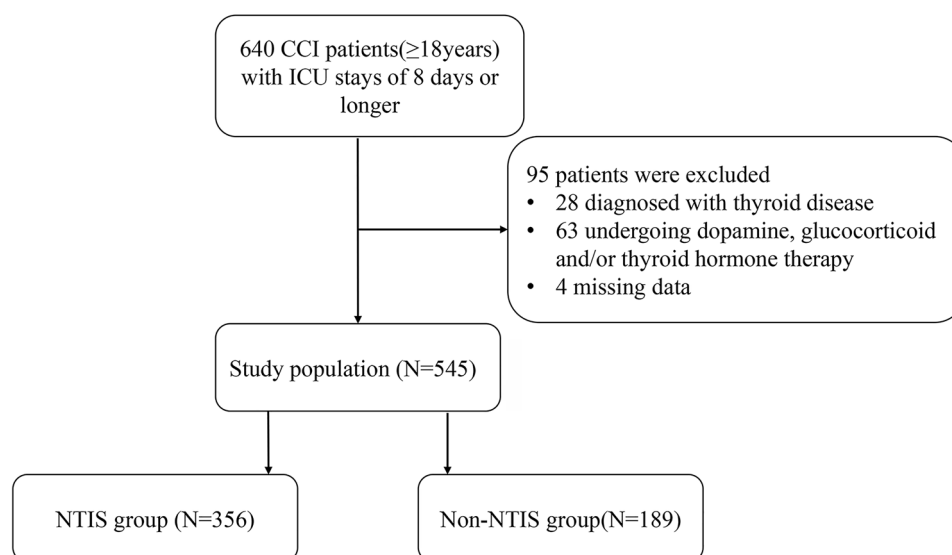 640 CCI patients(≥18years)
with ICU stays of 8 days or
longer
95 patients were excluded
• 28 diagnosed with thyroid disease
• 63 undergoing dopamine, glucocorticoid
and/or thyroid hormone therapy
• 4 missing data
Study population (N=545)
NTIS group (N=356)
Non-NTIS group(N=189)